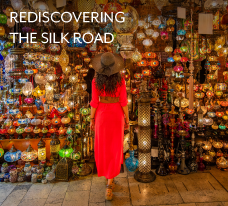 REDISCOVERING
THE SILK ROAD